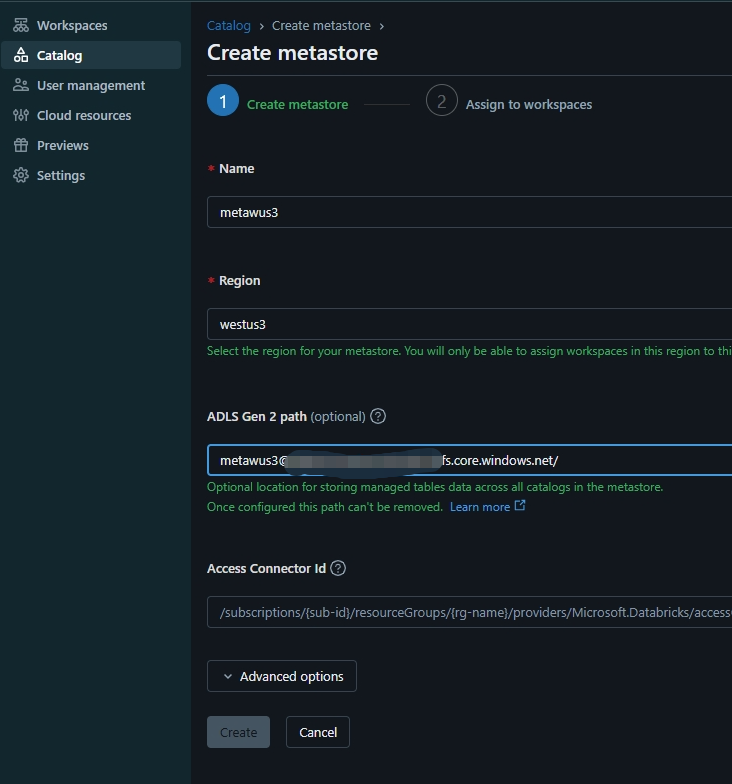 Workspaces
Catalog
User management
Cloud resources
Previews
Settings
Catalog > Create metastore >
Create metastore
1 Create metastore
2 Assign to workspaces
* Name
metawus3
* Region
westus3
Select the region for your metastore. You will only be able to assign workspaces in this region to thi
ADLS Gen 2 path (optional) ?
metawus3@ fs.core.windows.net/
Optional location for storing managed tables data across all catalogs in the metastore.
Once configured this path can't be removed. Learn more
Access Connector Id ?
/subscriptions/{sub-id}/resourceGroups/{rg-name}/providers/Microsoft.Databricks/access
Advanced options
Create
Cancel